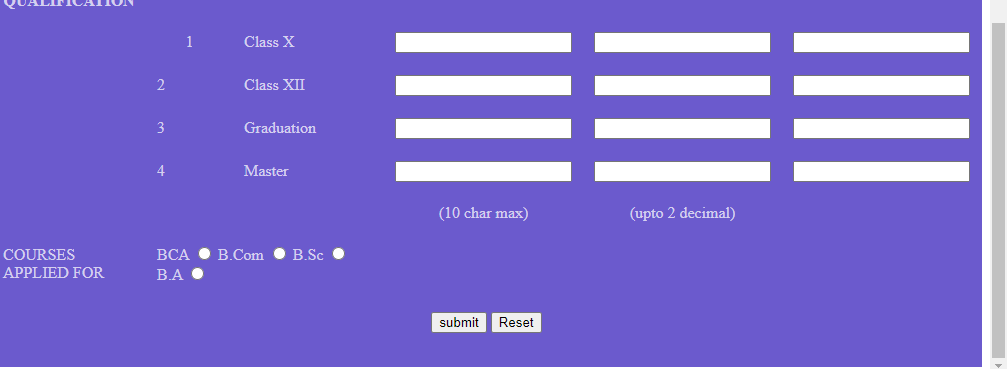 QUALIFICATION
1 Class X
2 Class XII
3 Graduation
4 Master
(10 char max) (upto 2 decimal)
COURSES APPLIED FOR
BCA B.Com B.Sc
B.A
submit Reset